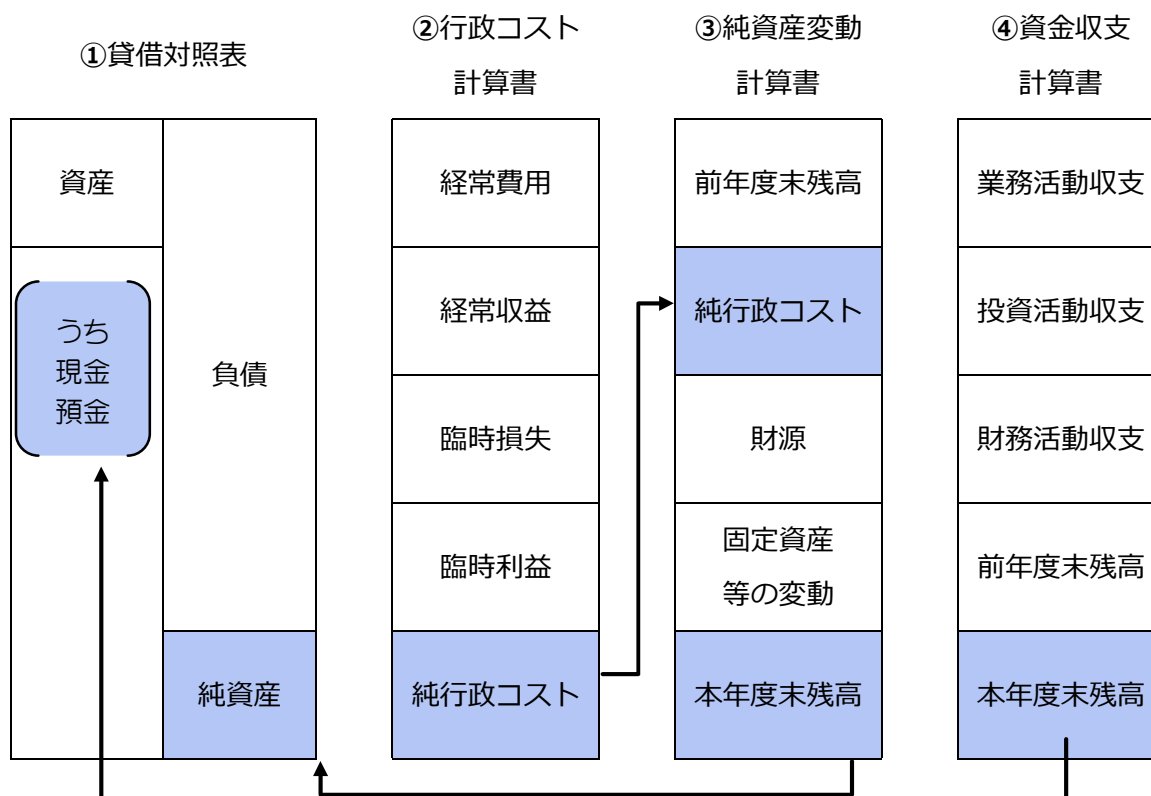 ①貸借対照表
資産
うち
現金
預金
負債
純資産
②行政コスト
計算書
経常費用
経常収益
臨時損失
臨時利益
純行政コスト
③純資産変動
計算書
前年度末残高
純行政コスト
財源
固定資産
等の変動
本年度末残高
④資金収支
計算書
業務活動収支
投資活動収支
財務活動収支
前年度末残高
本年度末残高